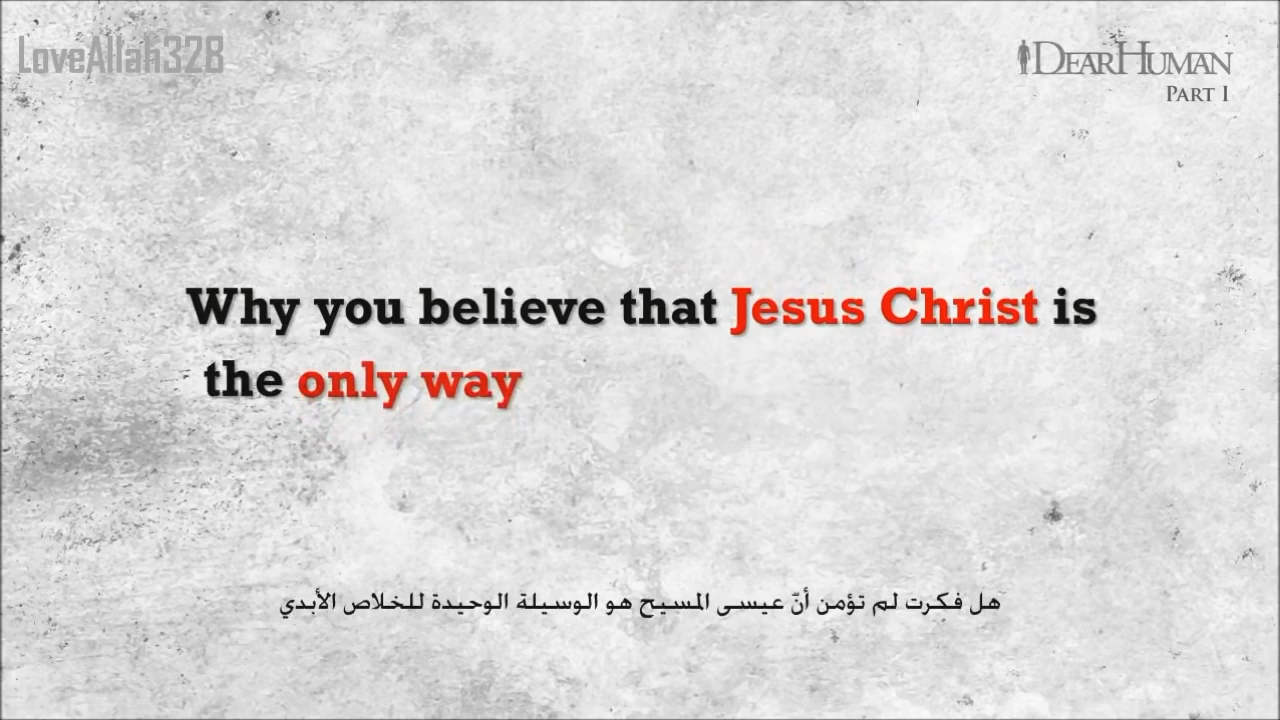 LoveAllah328
DEARHUMAN
PART I
Why you believe that Jesus Christ is
the only way
هل فكرت لم تؤمن أنّ عيسى المسيح هو الوسيلة الوحيدة للخلاص الأبدي